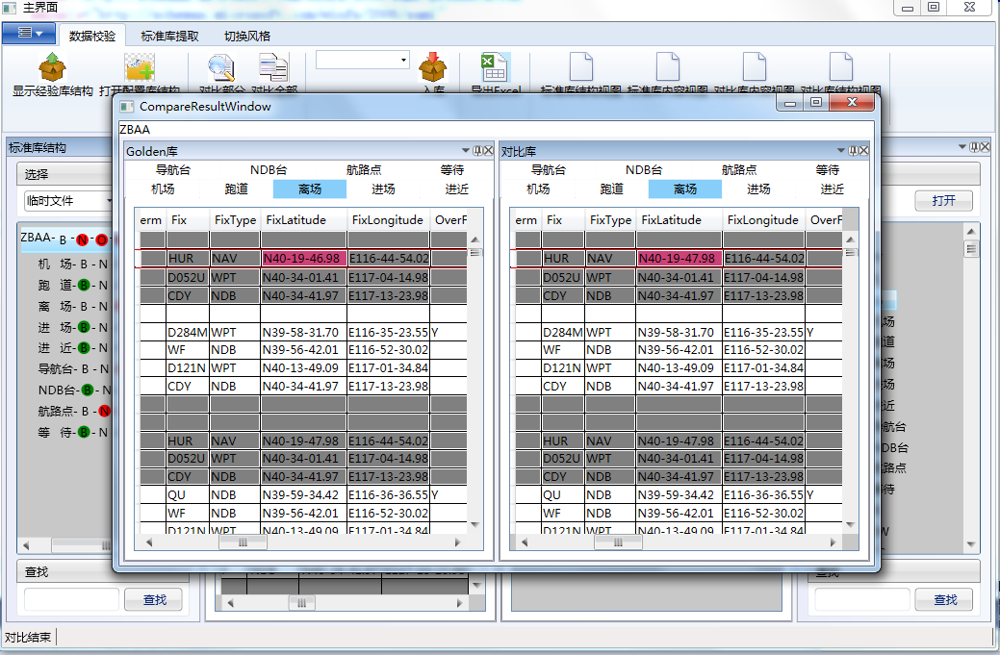 主界面
数据校验 标准库提取 切换风格
显示经验库结构 打开配置库结构 对比部分 对比全部 入库 导出Excel 标准库结构视图 标准库内容视图 对比库内容视图 对比库结构视图
CompareResultWindow
ZBAA
标准库结构
选择
临时文件
打开
ZBAA- B - N - O -
机 场- B - N
跑 道- B - N
离 场- B - N
进 场- B - N
进 近- B - N
导航台- B - N
NDB台- B - N
航路点- B - N
等 待- B - N
Golden库
导航台 NDB台 航路点 等待
机场 跑道 离场 进场 进近
erm Fix FixType FixLatitude FixLongitude OverF
HUR NAV N40-19-46.98 E116-44-54.02
D052U WPT N40-34-01.41 E117-04-14.98
CDY NDB N40-34-41.97 E117-13-23.98
D284M WPT N39-58-31.70 E116-35-23.55 Y
WF NDB N39-56-42.01 E116-52-30.02
D121N WPT N40-13-49.09 E117-01-34.84
CDY NDB N40-34-41.97 E117-13-23.98
HUR NAV N40-19-47.98 E116-44-54.02
D052U WPT N40-34-01.41 E117-04-14.98
CDY NDB N40-34-41.97 E117-13-23.98
QU NDB N39-59-34.42 E116-36-36.55 Y
WF NDB N39-56-42.01 E116-52-30.02
D121N WPT N40-13-49.09 E117-01-34.84
对比库
导航台 NDB台 航路点 等待
机场 跑道 离场 进场 进近
erm Fix FixType FixLatitude FixLongitude OverF
HUR NAV N40-19-47.98 E116-44-54.02
D052U WPT N40-34-01.41 E117-04-14.98
CDY NDB N40-34-41.97 E117-13-23.98
D284M WPT N39-58-31.70 E116-35-23.55 Y
WF NDB N39-56-42.01 E116-52-30.02
D121N WPT N40-13-49.09 E117-01-34.84
CDY NDB N40-34-41.97 E117-13-23.98
HUR NAV N40-19-47.98 E116-44-54.02
D052U WPT N40-34-01.41 E117-04-14.98
CDY NDB N40-34-41.97 E117-13-23.98
QU NDB N39-59-34.42 E116-36-36.55 Y
WF NDB N39-56-42.01 E116-52-30.02
D121N WPT N40-13-49.09 E117-01-34.84
场
道
场
场
近
航台
DB台
路点
待
W
查找
查找
查找
查找
对比结束